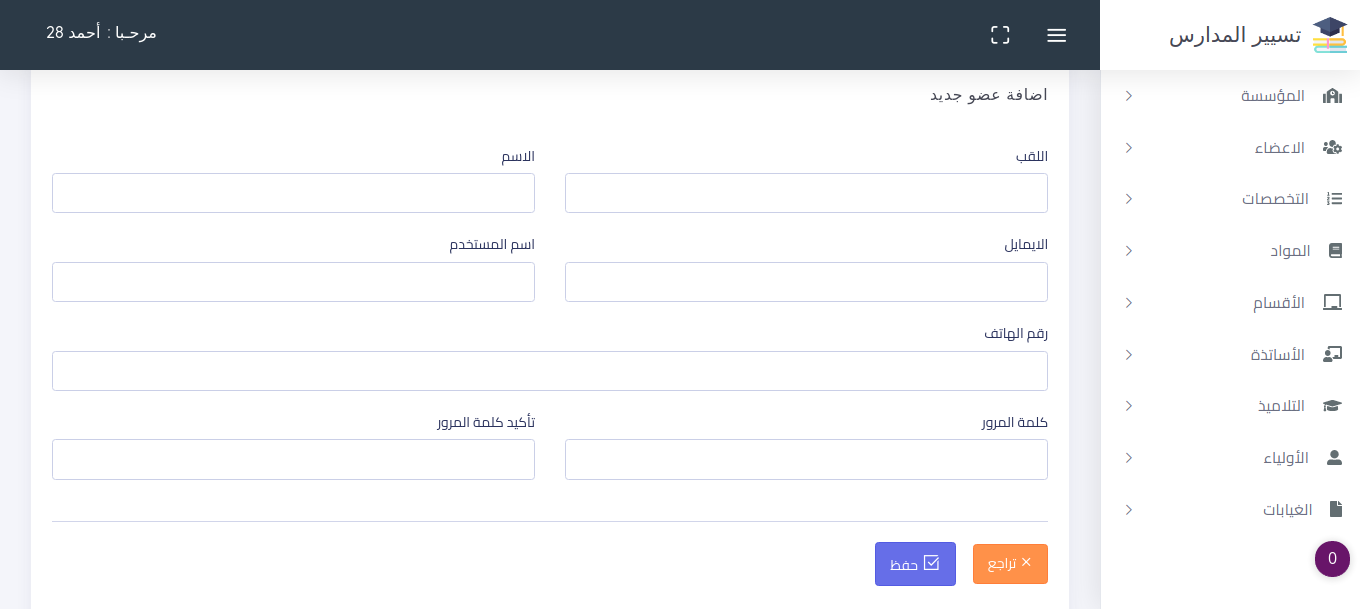 تسيير المدارس
مرحـبا : أحمد 28
المؤسسة
الاعضاء
التخصصات
المواد
الأقسام
الأساتذة
التلاميذ
الأولياء
الغيابات
0
اضافة عضو جديد
اللقب
الاسم
الايمايل
اسم المستخدم
رقم الهاتف
كلمة المرور
تأكيد كلمة المرور
تراجع
حفظ